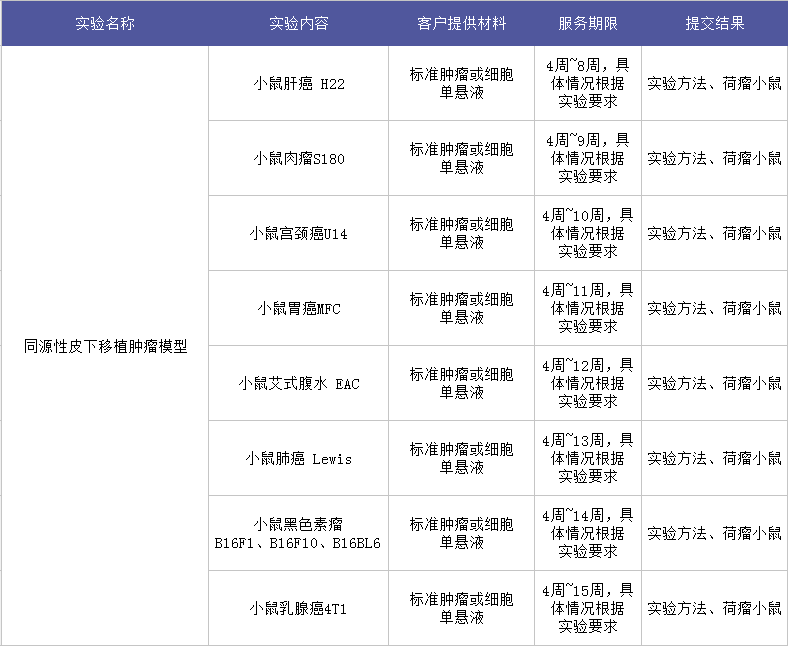 实验名称 实验内容 客户提供材料 服务期限 提交结果
同源性皮下移植肿瘤模型
小鼠肝癌 H22
标准肿瘤或细胞
单悬液
4周~8周，具
体情况根据
实验要求
实验方法、荷瘤小鼠
小鼠肉瘤S180
标准肿瘤或细胞
单悬液
4周~9周，具
体情况根据
实验要求
实验方法、荷瘤小鼠
小鼠宫颈癌U14
标准肿瘤或细胞
单悬液
4周~10周，具
体情况根据
实验要求
实验方法、荷瘤小鼠
小鼠胃癌MFC
标准肿瘤或细胞
单悬液
4周~11周，具
体情况根据
实验要求
实验方法、荷瘤小鼠
小鼠艾式腹水 EAC
标准肿瘤或细胞
单悬液
4周~12周，具
体情况根据
实验要求
实验方法、荷瘤小鼠
小鼠肺癌 Lewis
标准肿瘤或细胞
单悬液
4周~13周，具
体情况根据
实验要求
实验方法、荷瘤小鼠
小鼠黑色素瘤
B16F1、B16F10、B16BL6
标准肿瘤或细胞
单悬液
4周~14周，具
体情况根据
实验要求
实验方法、荷瘤小鼠
小鼠乳腺癌4T1
标准肿瘤或细胞
单悬液
4周~15周，具
体情况根据
实验要求
实验方法、荷瘤小鼠